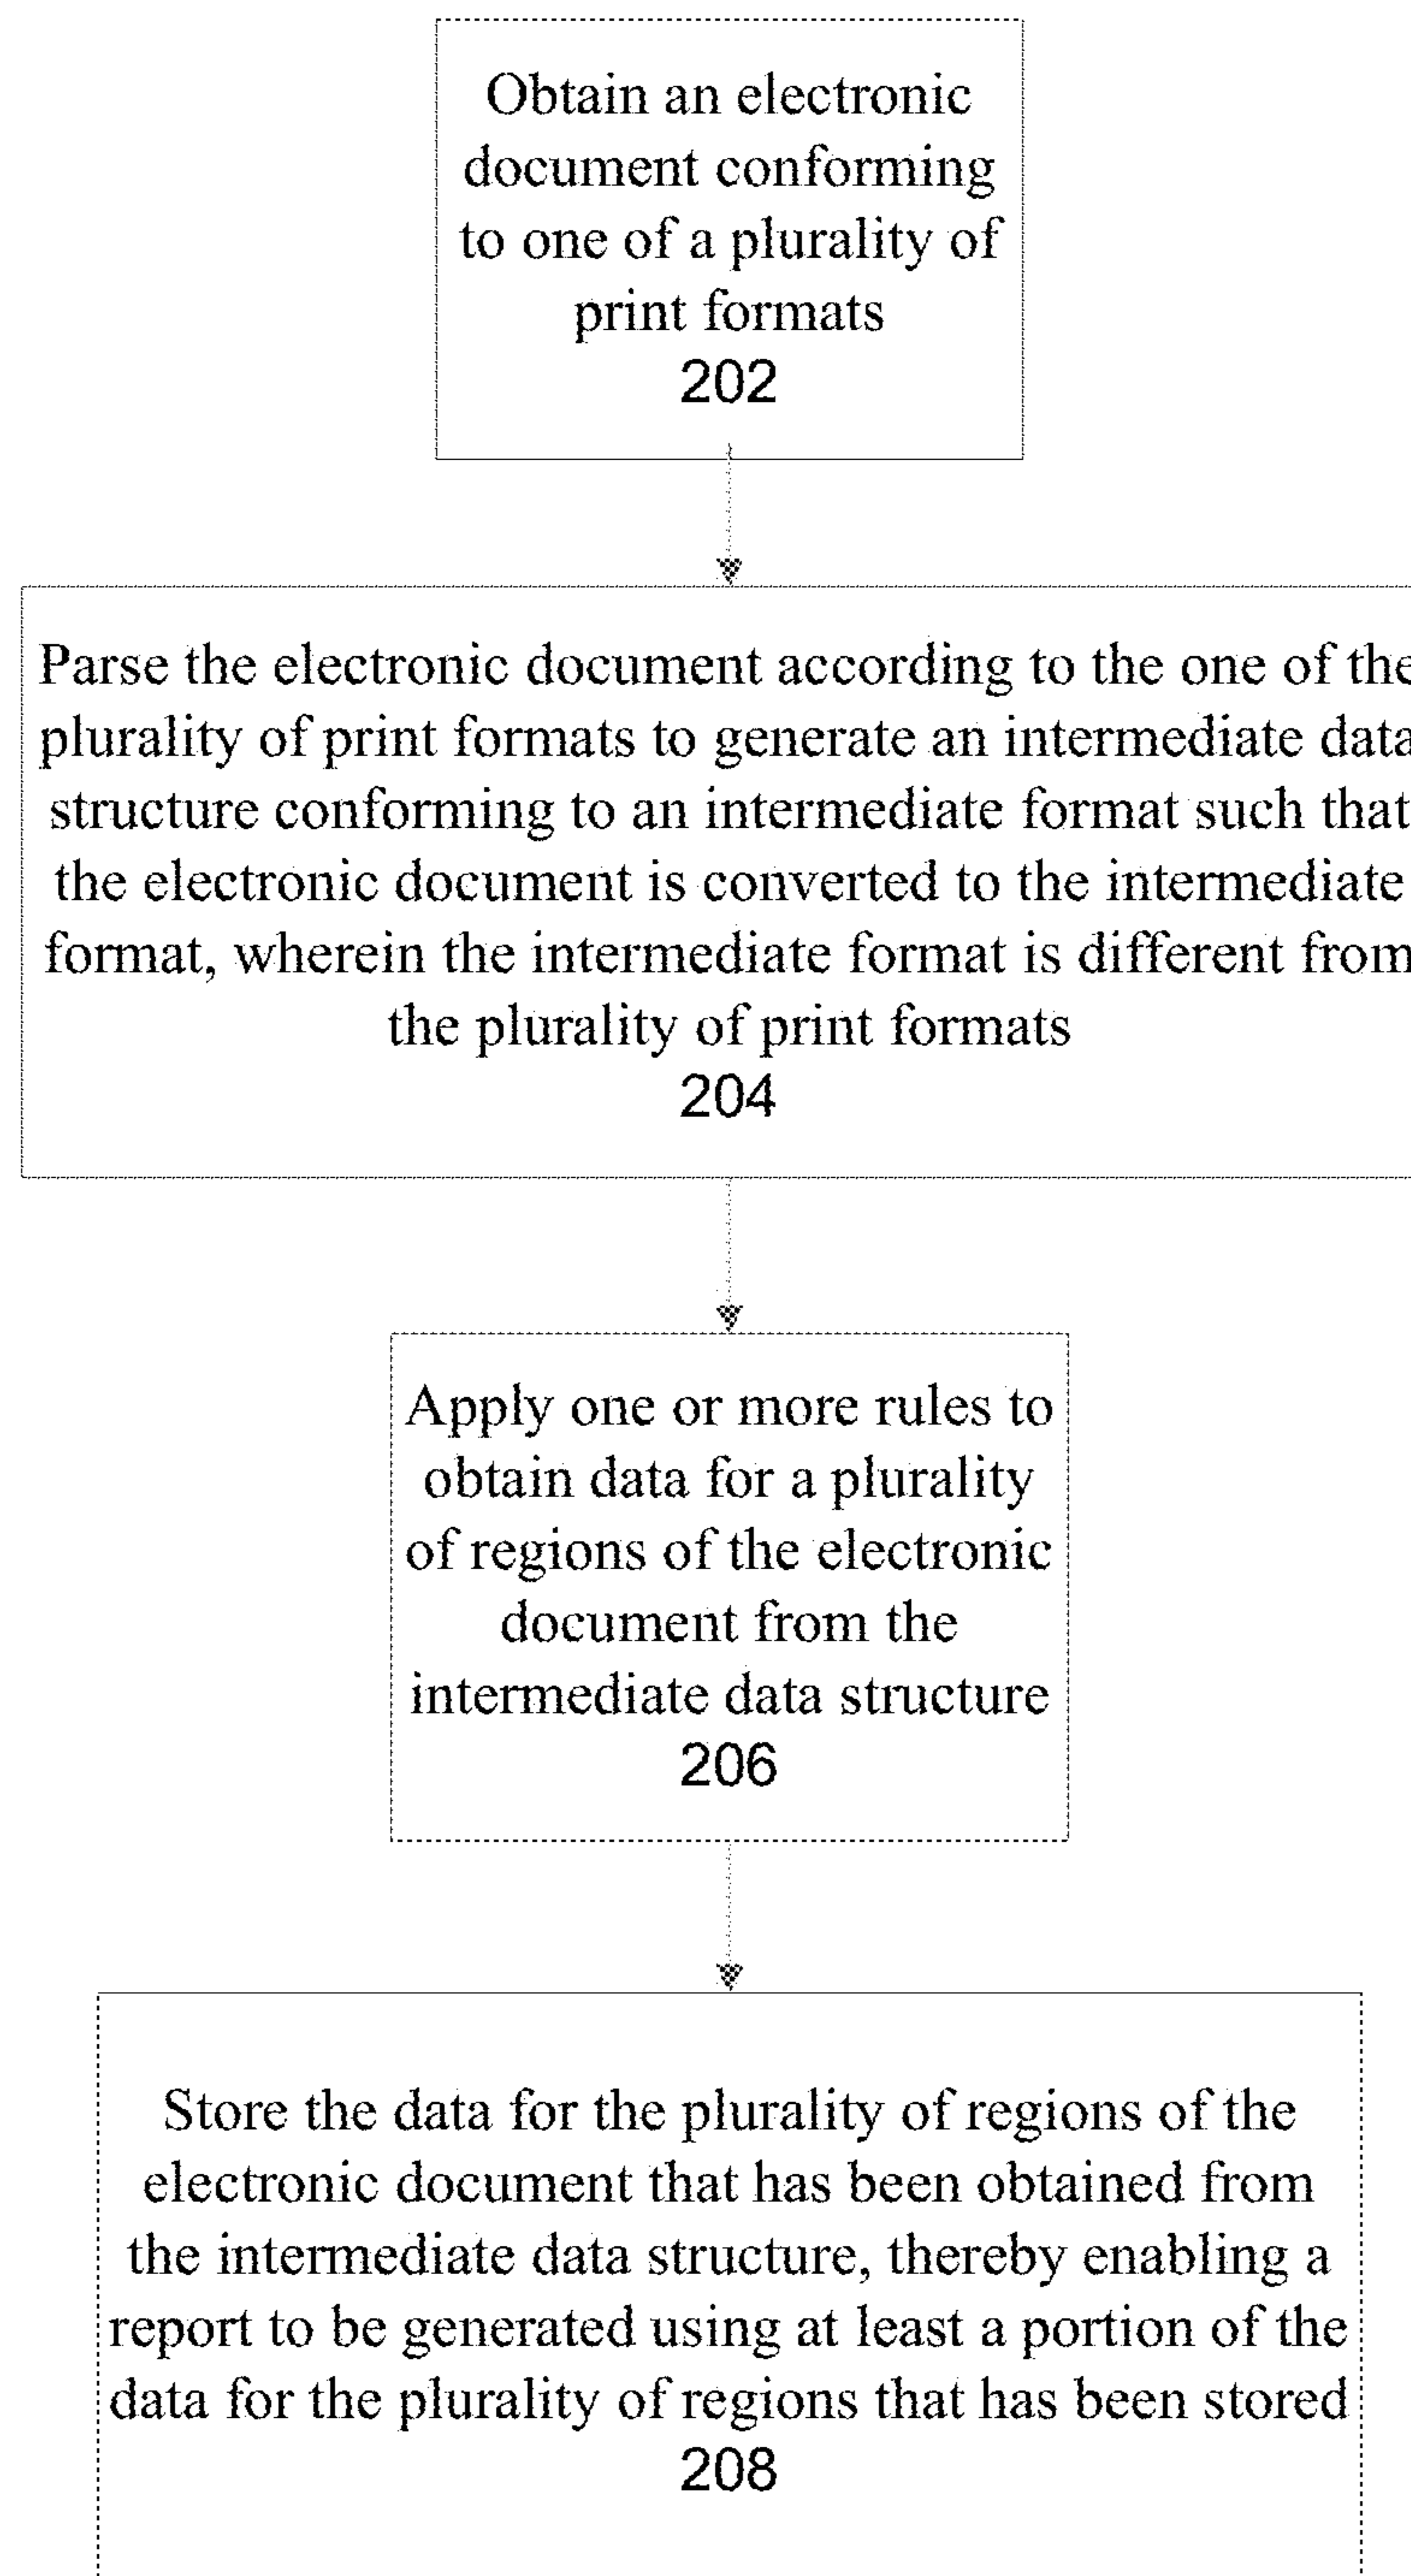 Obtain an electronic
document conforming
to one of a plurality of
print formats
202
Parse the electronic document according to the one of the
plurality of print formats to generate an intermediate data
structure conforming to an intermediate format such that
the electronic document is converted to the intermediate
format, wherein the intermediate format is different from
the plurality of print formats
204
Apply one or more rules to
obtain data for a plurality
of regions of the electronic
document from the
intermediate data structure
206
Store the data for the plurality of regions of the
electronic document that has been obtained from
the intermediate data structure, thereby enabling a
report to be generated using at least a portion of the
data for the plurality of regions that has been stored
208